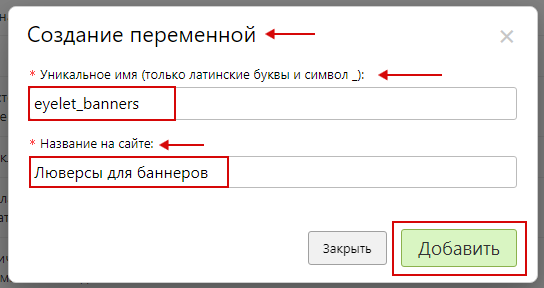 Создание переменной
* Уникальное имя (только латинские буквы и символ _):
eyelet_banners
* Название на сайте:
Люверсы для баннеров
Закрыть
Добавить